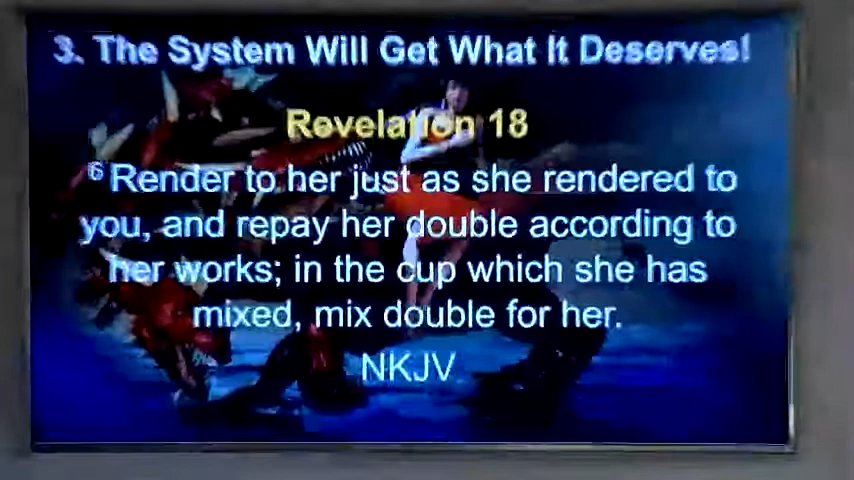 3. The System Will Get What It Deserves!
Revelation 18
6 Render to her just as she rendered to
you, and repay her double according to
her works; in the cup which she has
mixed, mix double for her.
NKJV